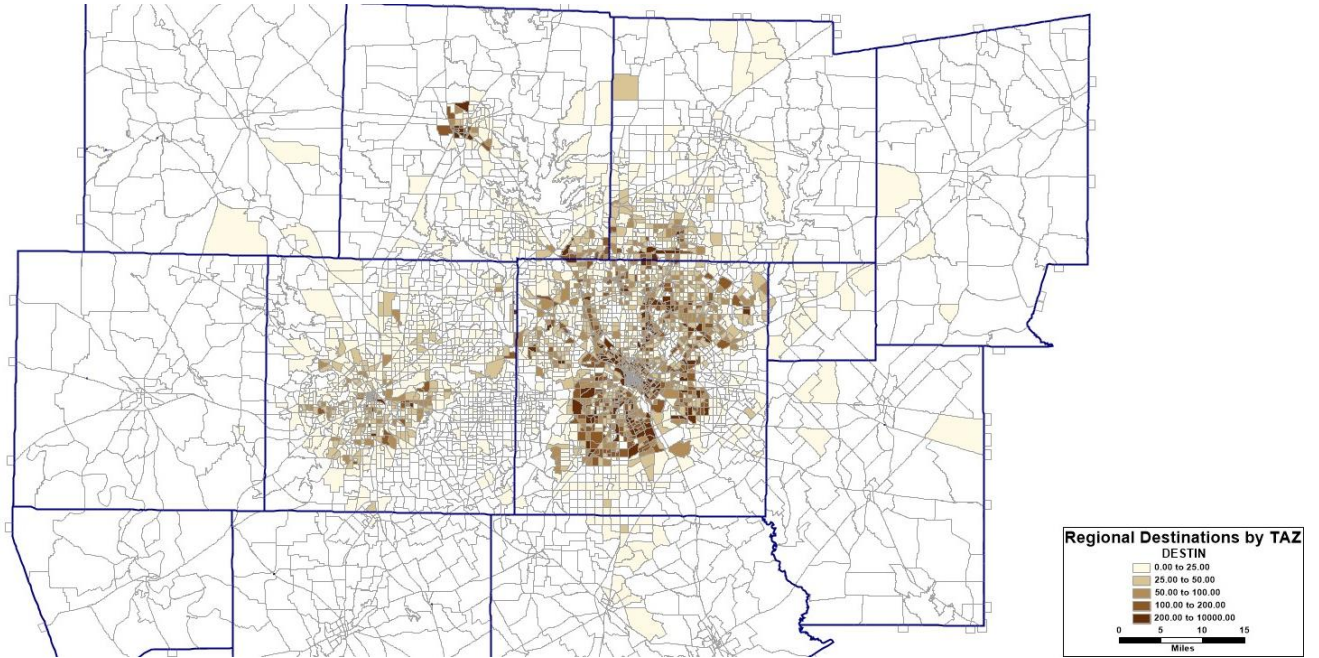 Regional Destinations by TAZ
DESTIN
0.00 to 25.00
25.00 to 50.00
50.00 to 100.00
100.00 to 200.00
200.00 to 10000.00
0 5 10 15
Miles